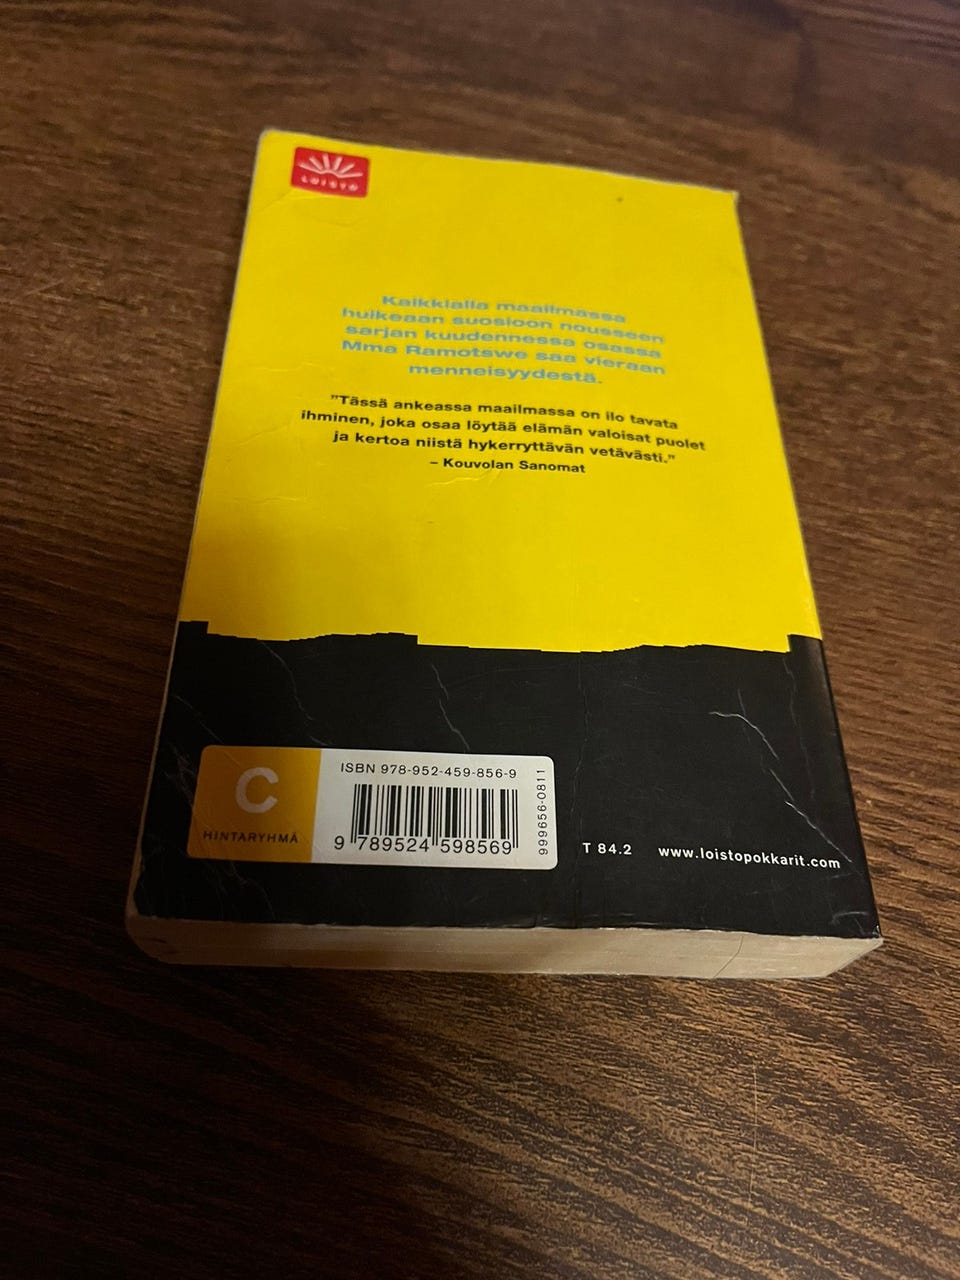 LOISTO
Kaikkialla maailmassa
huikeaan suosioon nousseen
sarjan kuudennessa osassa
Mma Ramotswe saa vieraan
menneisyydestä.
"Tässä ankeassa maailmassa on ilo tavata
ihminen, joka osaa löytää elämän valoisat puolet
ja kertoa niistä hykerryttävän vetävästi."
– Kouvolan Sanomat
C
HINTARYHMÄ
ISBN 978-952-459-856-9
9 789524 598569
999656-0811
T 84.2
www.loistopokkarit.com